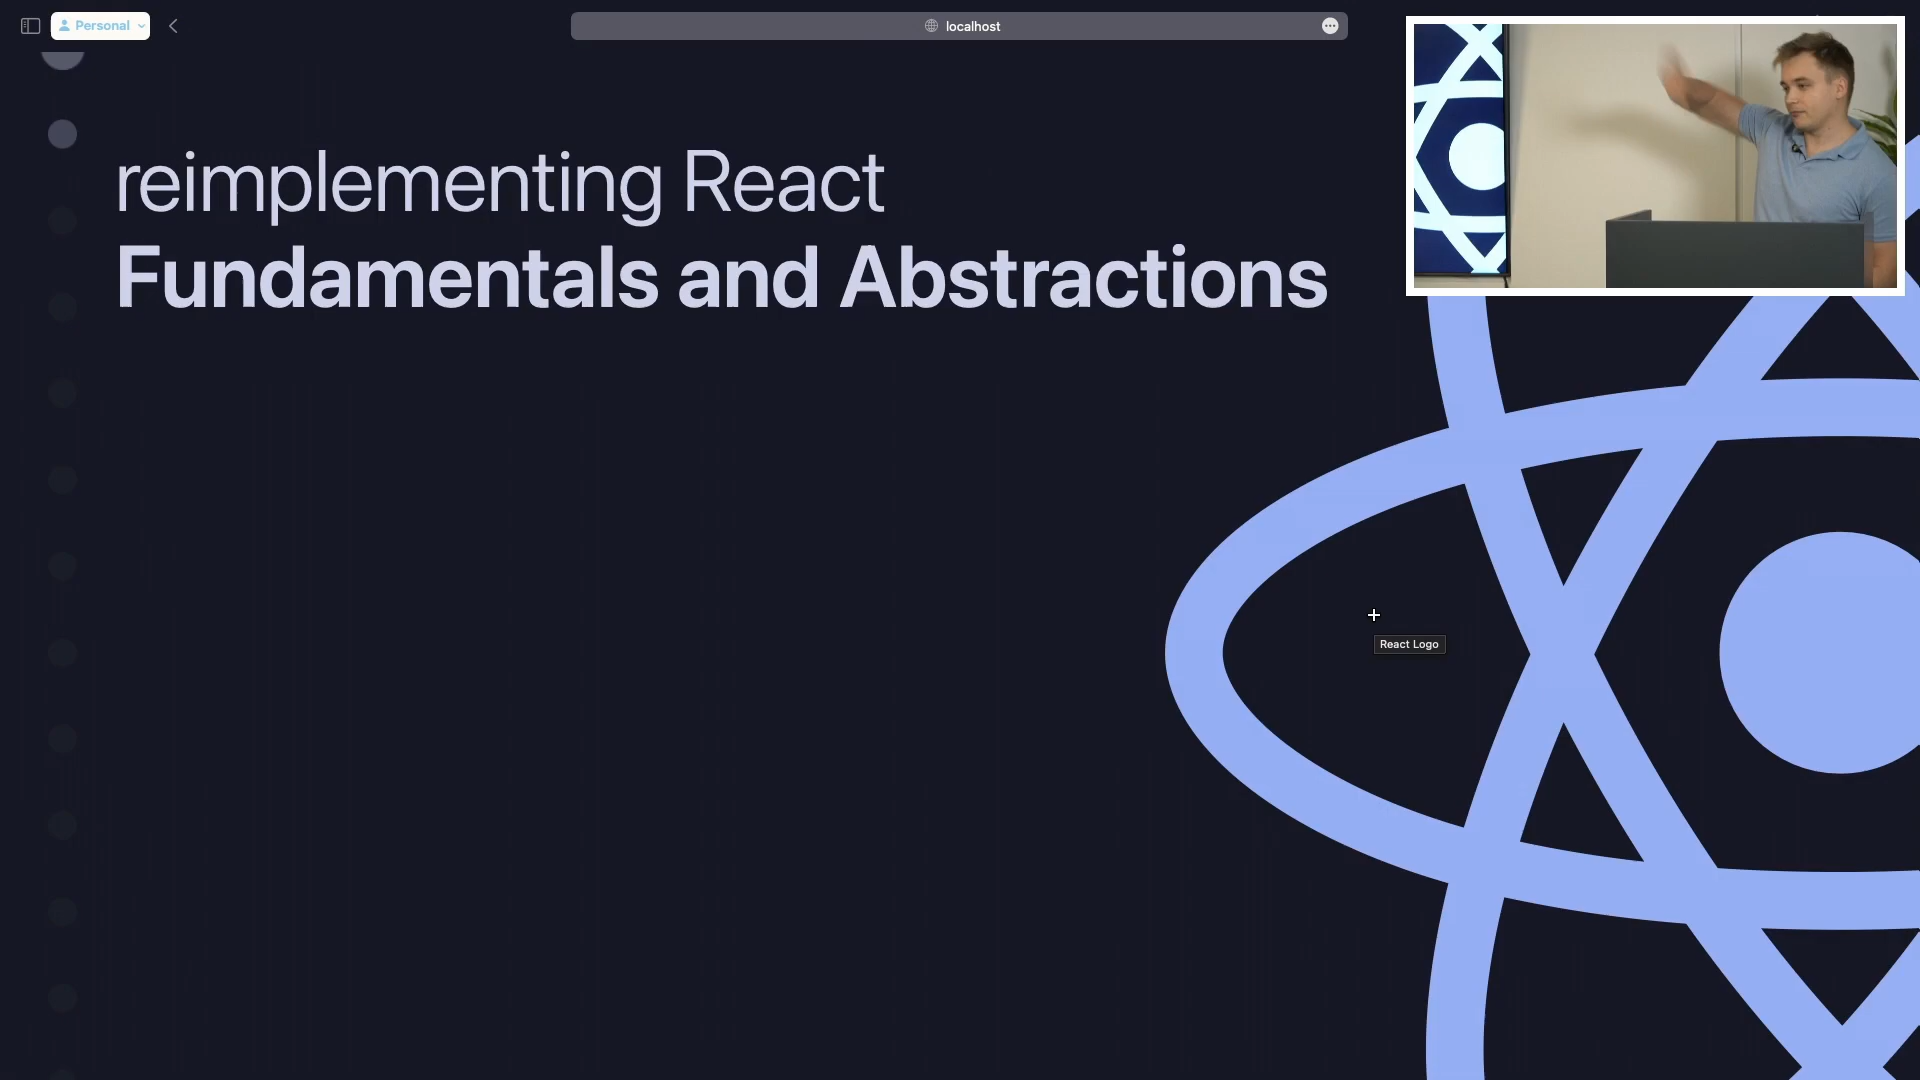 Personal
localhost
reimplementing React
Fundamentals and Abstractions
React Logo